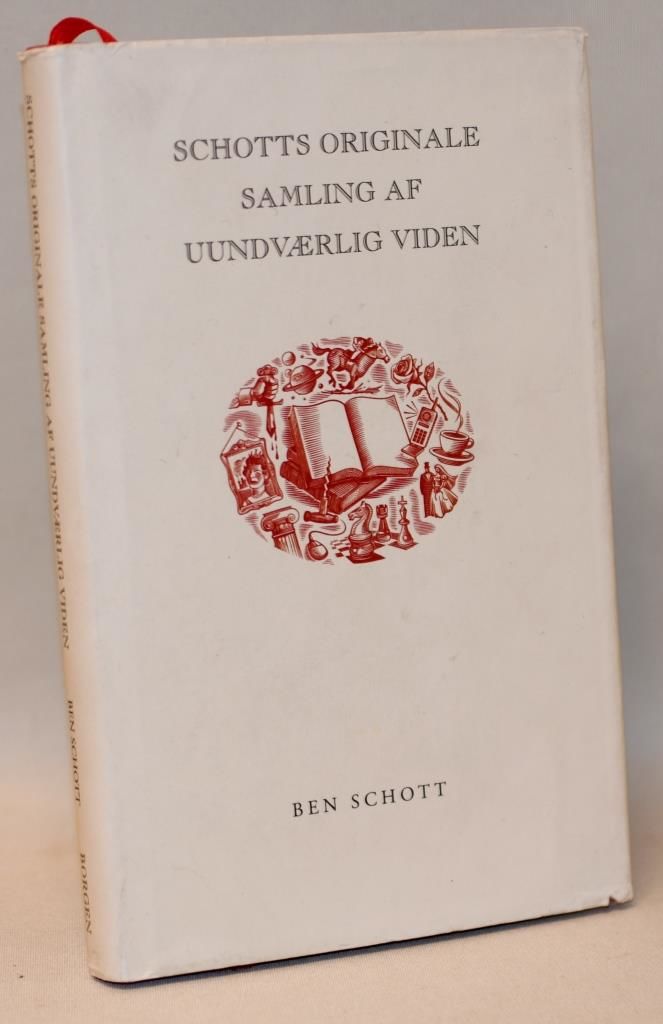 SCHOTTS ORIGINALE
SAMLING AF
UUNDVÆRLIG VIDEN
BEN SCHOTT
SCHOTTS ORIGINALE SAMLING AF UUNDVÆRLIG VIDEN BEN SCHOTT BORGEN